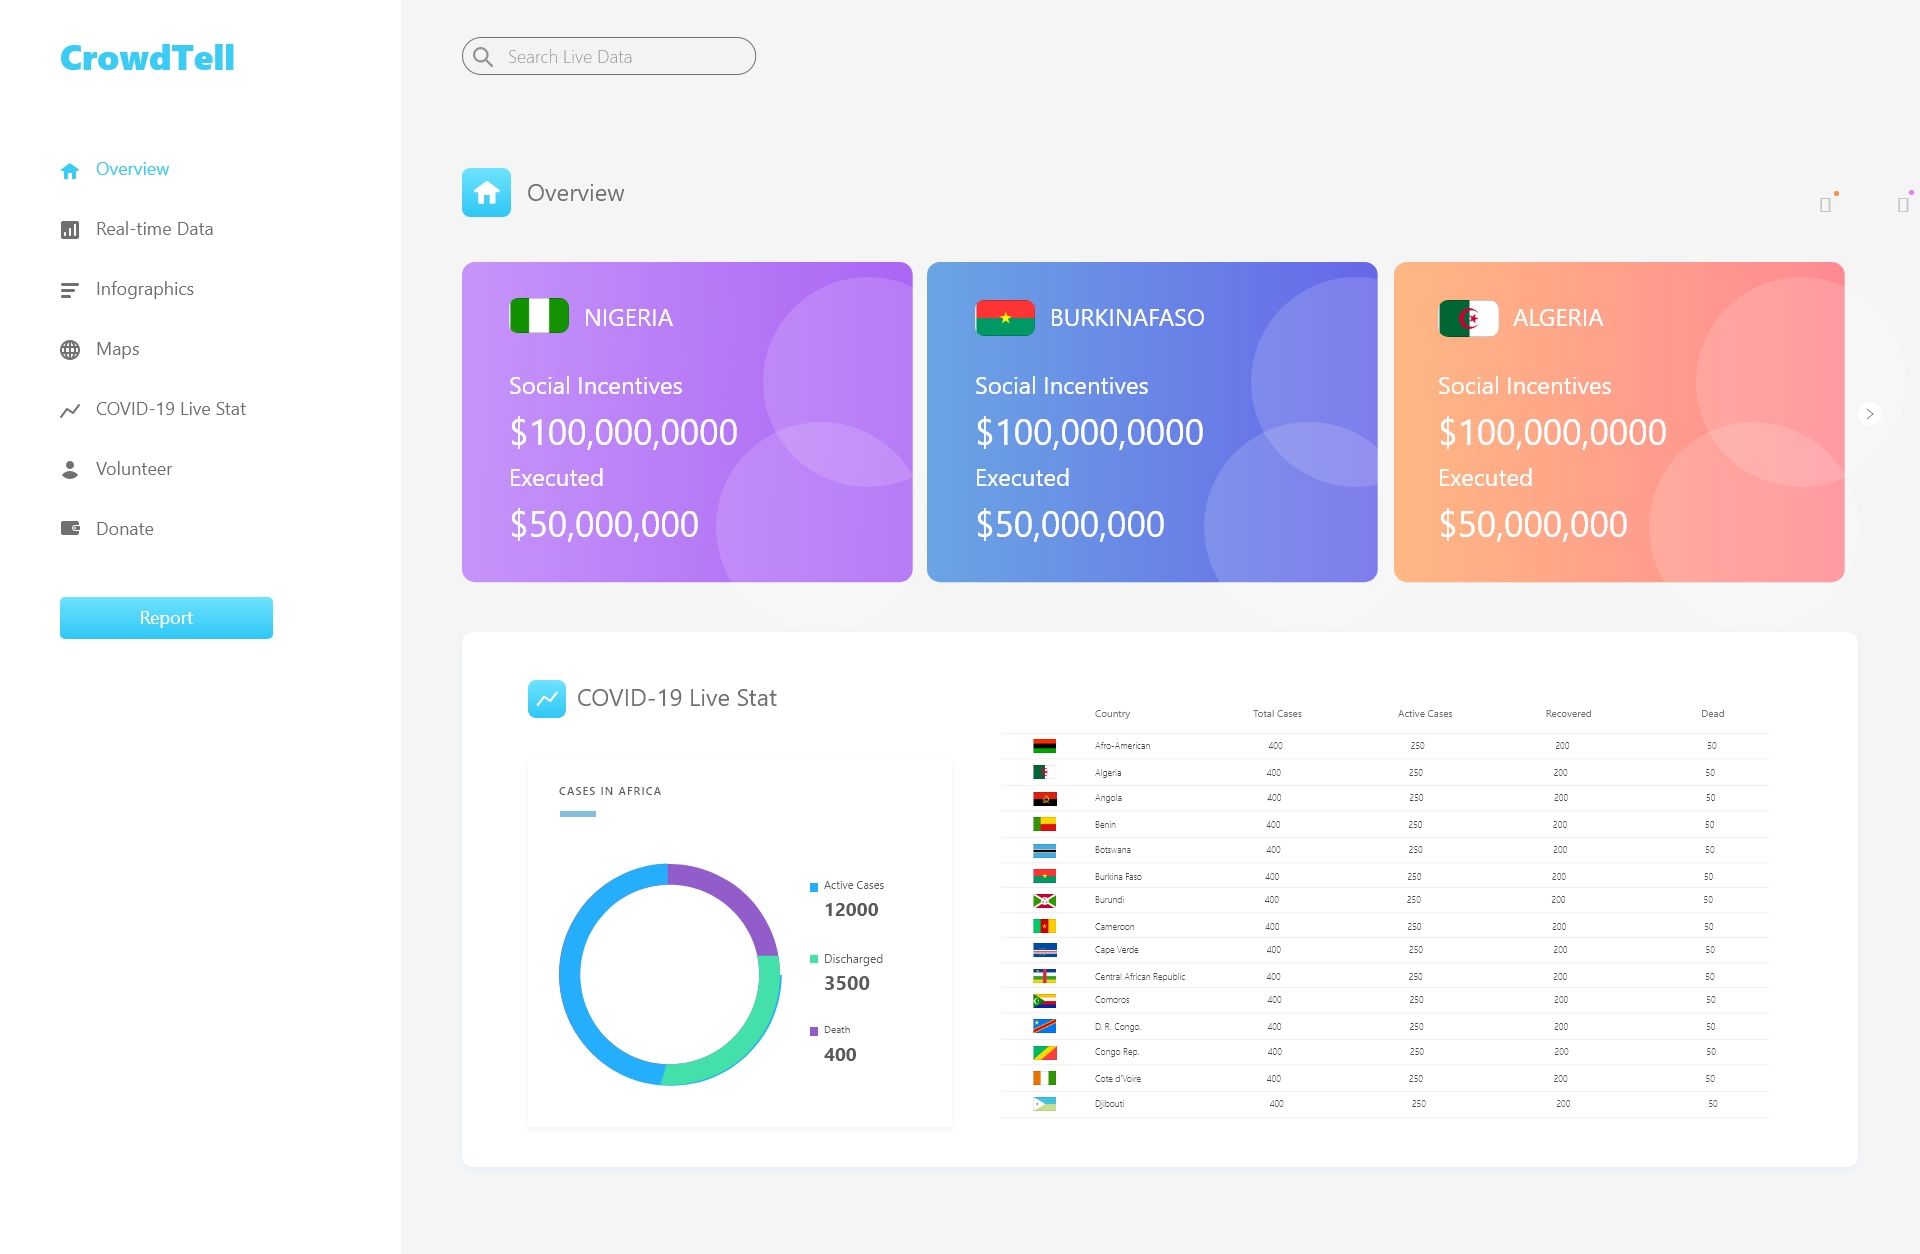 CrowdTell
Search Live Data
Overview
Real-time Data
Infographics
Maps
COVID-19 Live Stat
Volunteer
Donate
Report
Overview
NIGERIA
Social Incentives
$100,000,0000
Executed
$50,000,000
BURKINAFASO
Social Incentives
$100,000,0000
Executed
$50,000,000
ALGERIA
Social Incentives
$100,000,0000
Executed
$50,000,000
COVID-19 Live Stat
CASES IN AFRICA
Active Cases
12000
Discharged
3500
Death
400
Country Total Cases Active Cases Recovered Dead
Afro-American 400 250 200 50
Algeria 400 250 200 50
Angola 400 250 200 50
Benin 400 250 200 50
Botswana 400 250 200 50
Burkina Faso 400 250 200 50
Burundi 400 250 200 50
Cameroon 400 250 200 50
Cape Verde 400 250 200 50
Central African Republic 400 250 200 50
Comoros 400 250 200 50
D. R. Congo. 400 250 200 50
Congo Rep. 400 250 200 50
Cote d'Voire 400 250 200 50
Djibouti 400 250 200 50